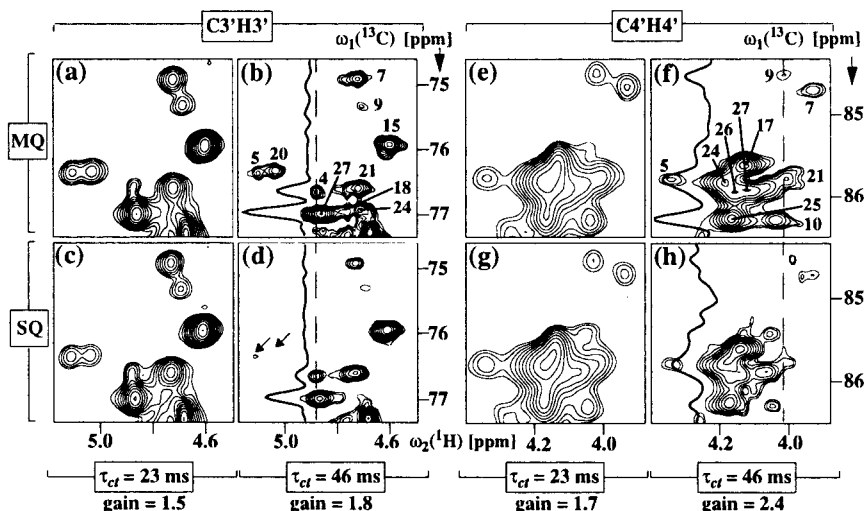 C3'H3'
C4'H4'
ω₁(¹³C) [ppm]
ω₁(¹³C) [ppm]
MQ
(a)
(b)
7
9
15
5 20
4
27
21
18
24
-75
-76
-77
(e)
(f)
9
7
27
26
17
24
5
21
25
10
85
86
SQ
(c)
(d)
-75
-76
-77
(g)
(h)
85
86
5.0
4.6
5.0
4.6
ω₂(¹H) [ppm]
4.2
4.0
4.2
4.0
τct = 23 ms
gain = 1.5
τct = 46 ms
gain = 1.8
τct = 23 ms
gain = 1.7
τct = 46 ms
gain = 2.4